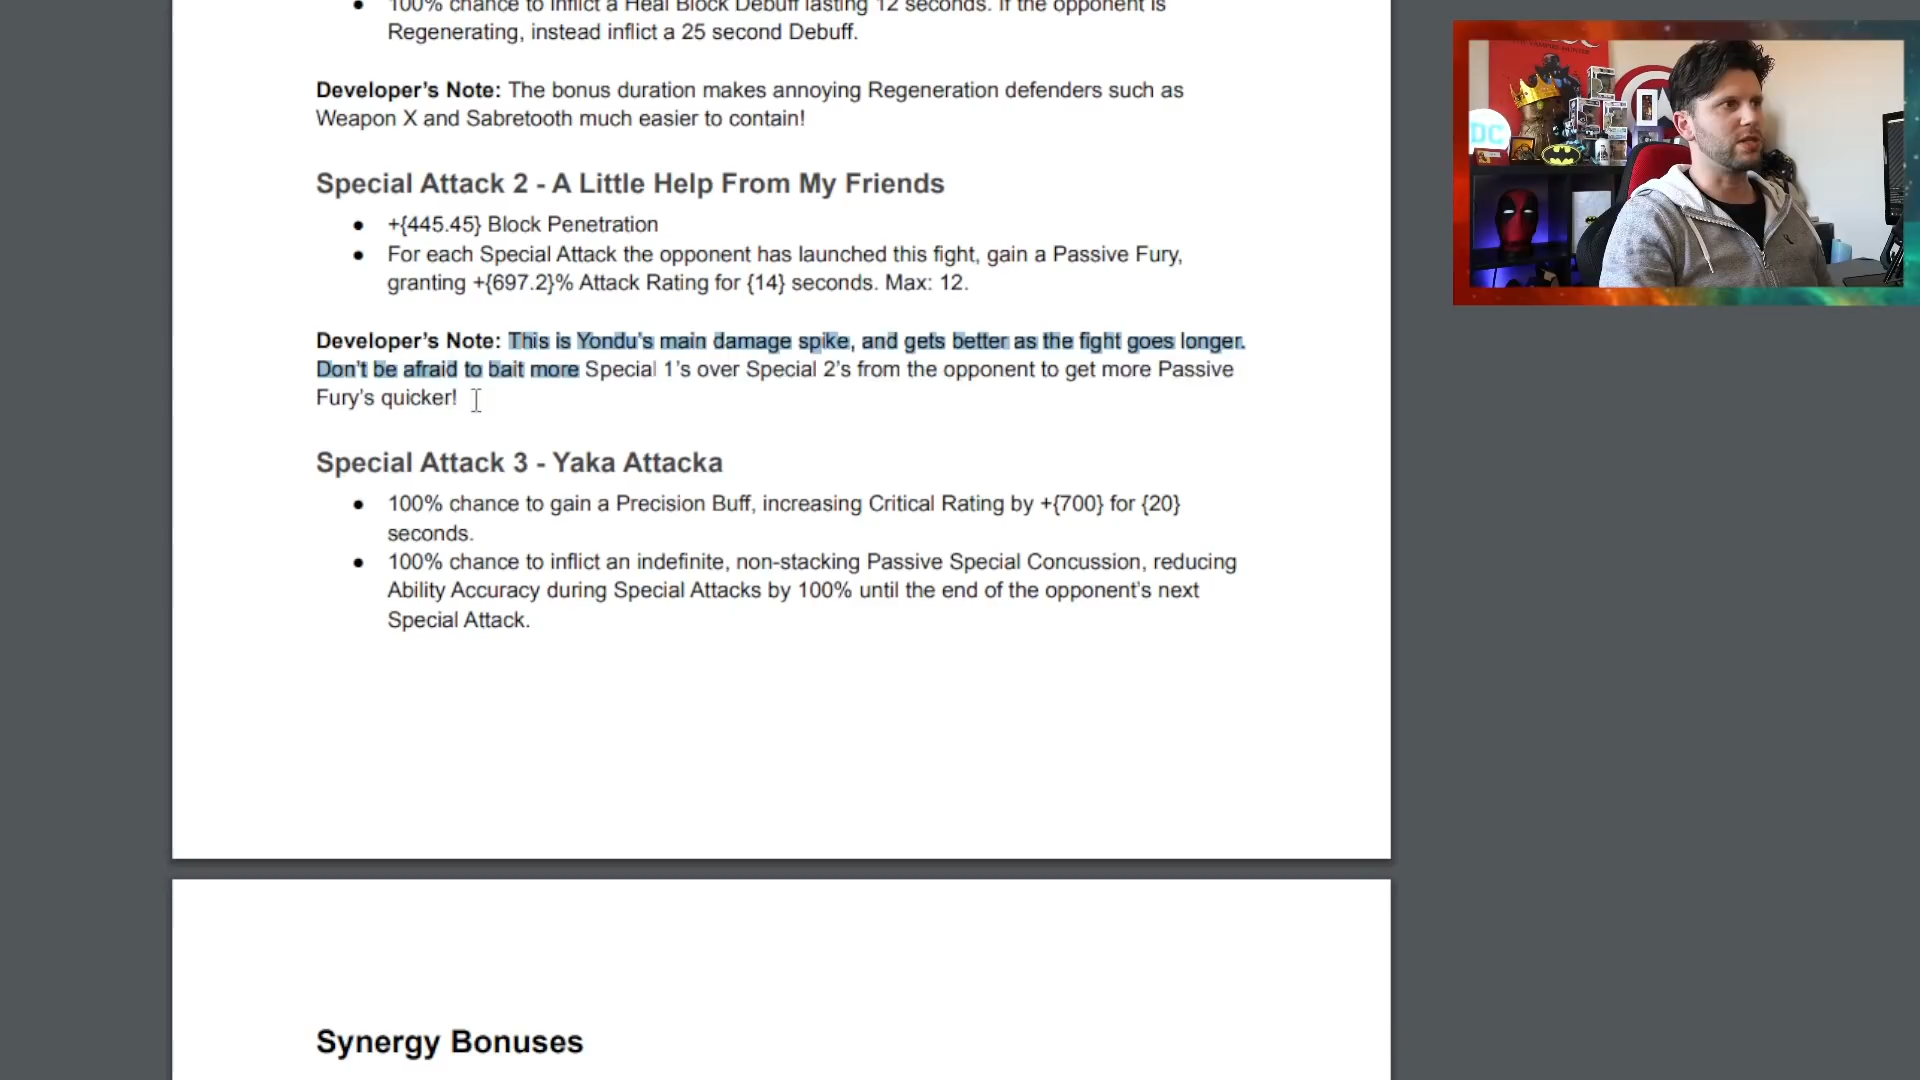 • 100% chance to inflict a Heal Block Debuff lasting 12 seconds. If the opponent is
Regenerating, instead inflict a 25 second Debuff.
Developer’s Note: The bonus duration makes annoying Regeneration defenders such as
Weapon X and Sabretooth much easier to contain!
Special Attack 2 - A Little Help From My Friends
• +{445.45} Block Penetration
• For each Special Attack the opponent has launched this fight, gain a Passive Fury,
granting +{697.2}% Attack Rating for {14} seconds. Max: 12.
Developer’s Note: This is Yondu’s main damage spike, and gets better as the fight goes longer.
Don’t be afraid to bait more Special 1’s over Special 2’s from the opponent to get more Passive
Fury’s quicker!
Special Attack 3 - Yaka Attacka
• 100% chance to gain a Precision Buff, increasing Critical Rating by +{700} for {20}
seconds.
• 100% chance to inflict an indefinite, non-stacking Passive Special Concussion, reducing
Ability Accuracy during Special Attacks by 100% until the end of the opponent’s next
Special Attack.
Synergy Bonuses
DC